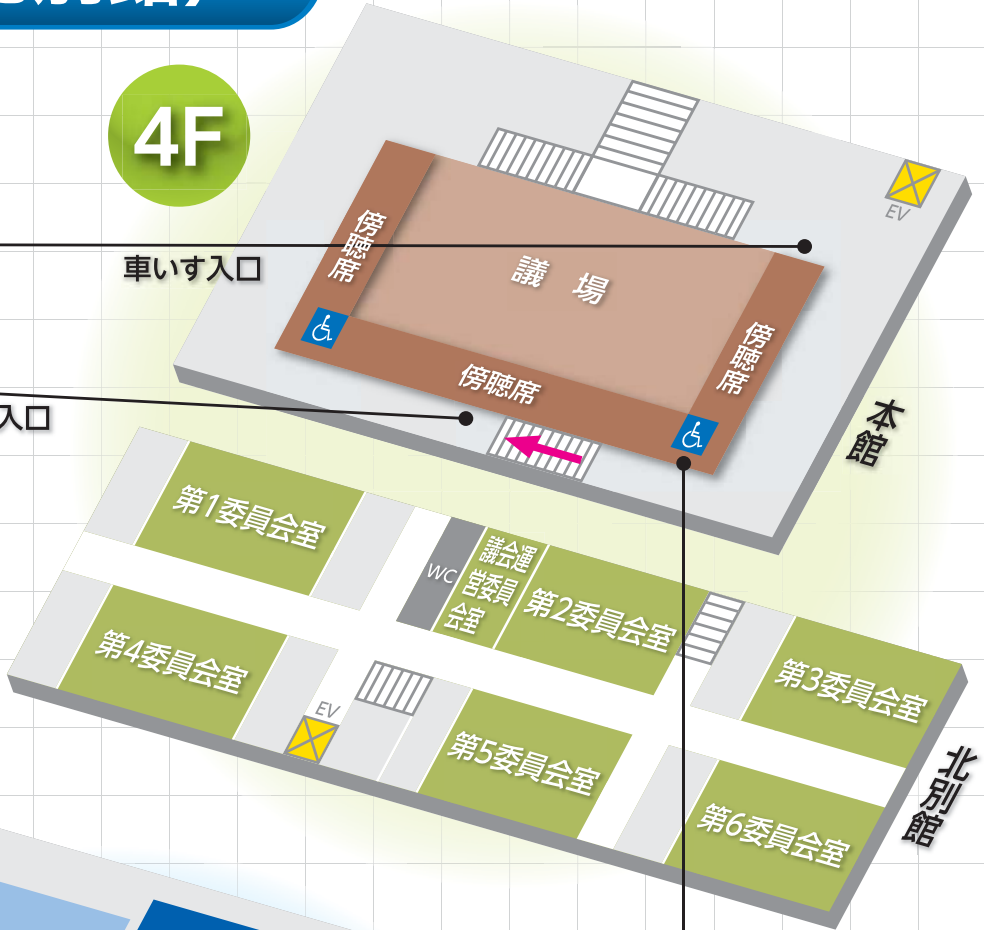 4F
EV
車いす入口
傍聴席
議場
傍聴席
傍聴席
入口
本館
第1委員会室
WC
議会運
営委員
会室
第2委員会室
第3委員会室
第4委員会室
EV
第5委員会室
第6委員会室
北別館